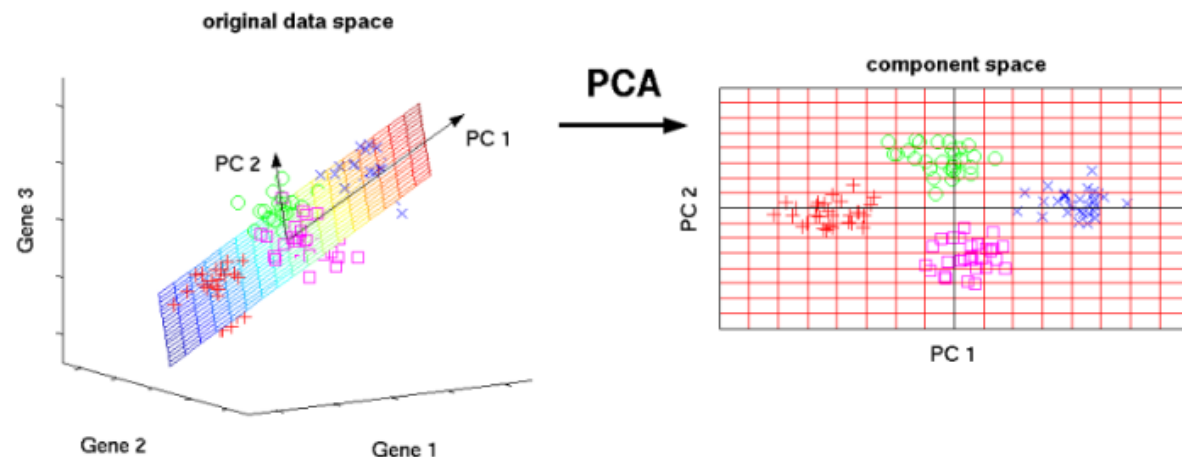 original data space
PCA
component space
PC 1
PC 2
Gene 3
PC 2
Gene 2
Gene 1
PC 1